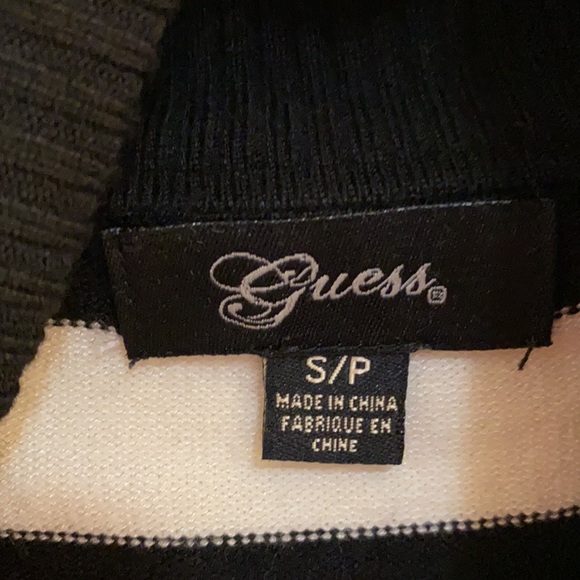 Guess®
S/P
MADE IN CHINA
FABRIQUE EN
CHINE